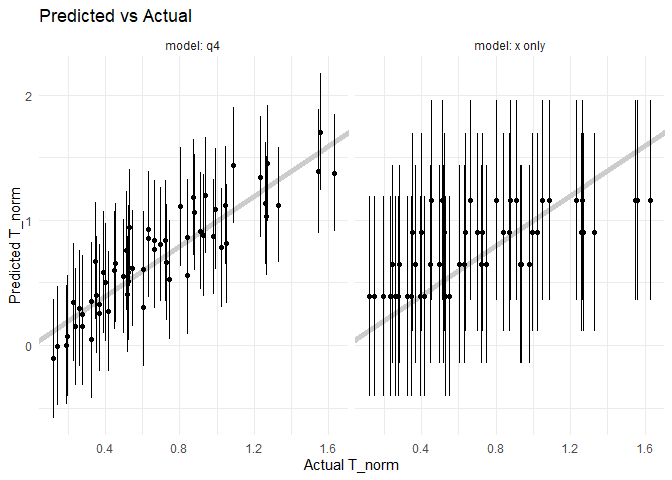 Predicted vs Actual
model: q4
model: x only
Predicted T_norm
2
1
0
0.4
0.8
1.2
1.6
0.4
0.8
1.2
1.6
Actual T_norm